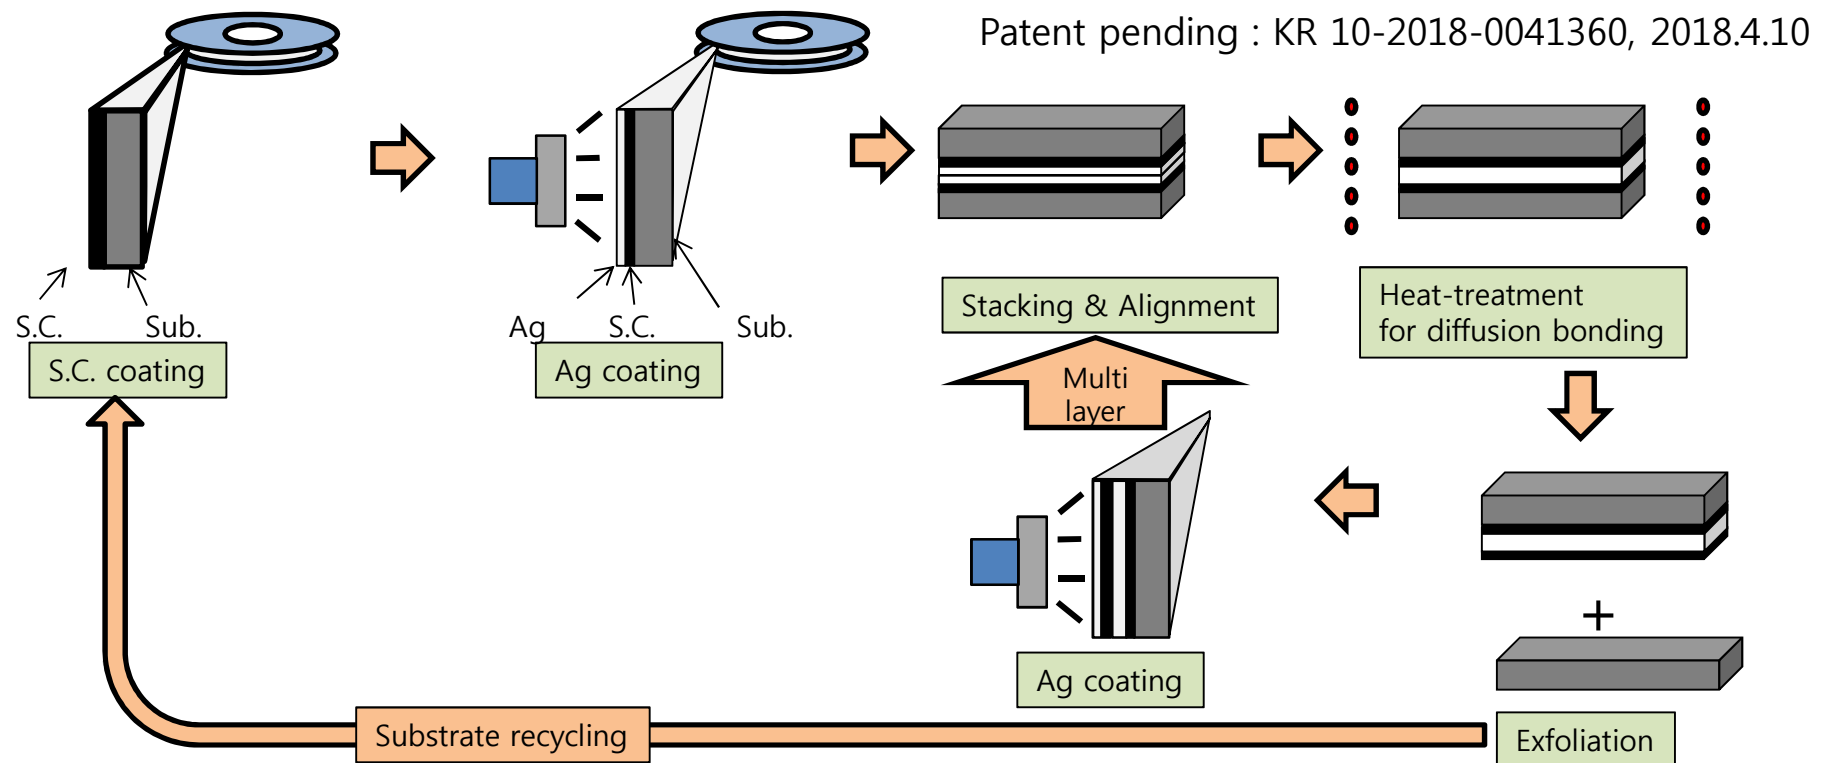 Patent pending : KR 10-2018-0041360, 2018.4.10
S.C.
Sub.
S.C. coating
Ag
S.C.
Sub.
Ag coating
Stacking & Alignment
Heat-treatment
for diffusion bonding
Multi
layer
Ag coating
+
Exfoliation
Substrate recycling